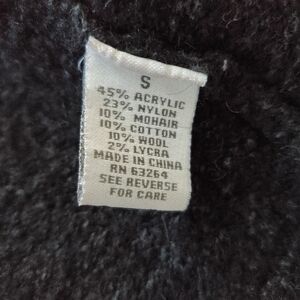 S
45% ACRYLIC
23% NYLON
10% MOHAIR
10% COTTON
10% WOOL
2% LYCRA
MADE IN CHINA
RN 63264
SEE REVERSE
FOR CARE